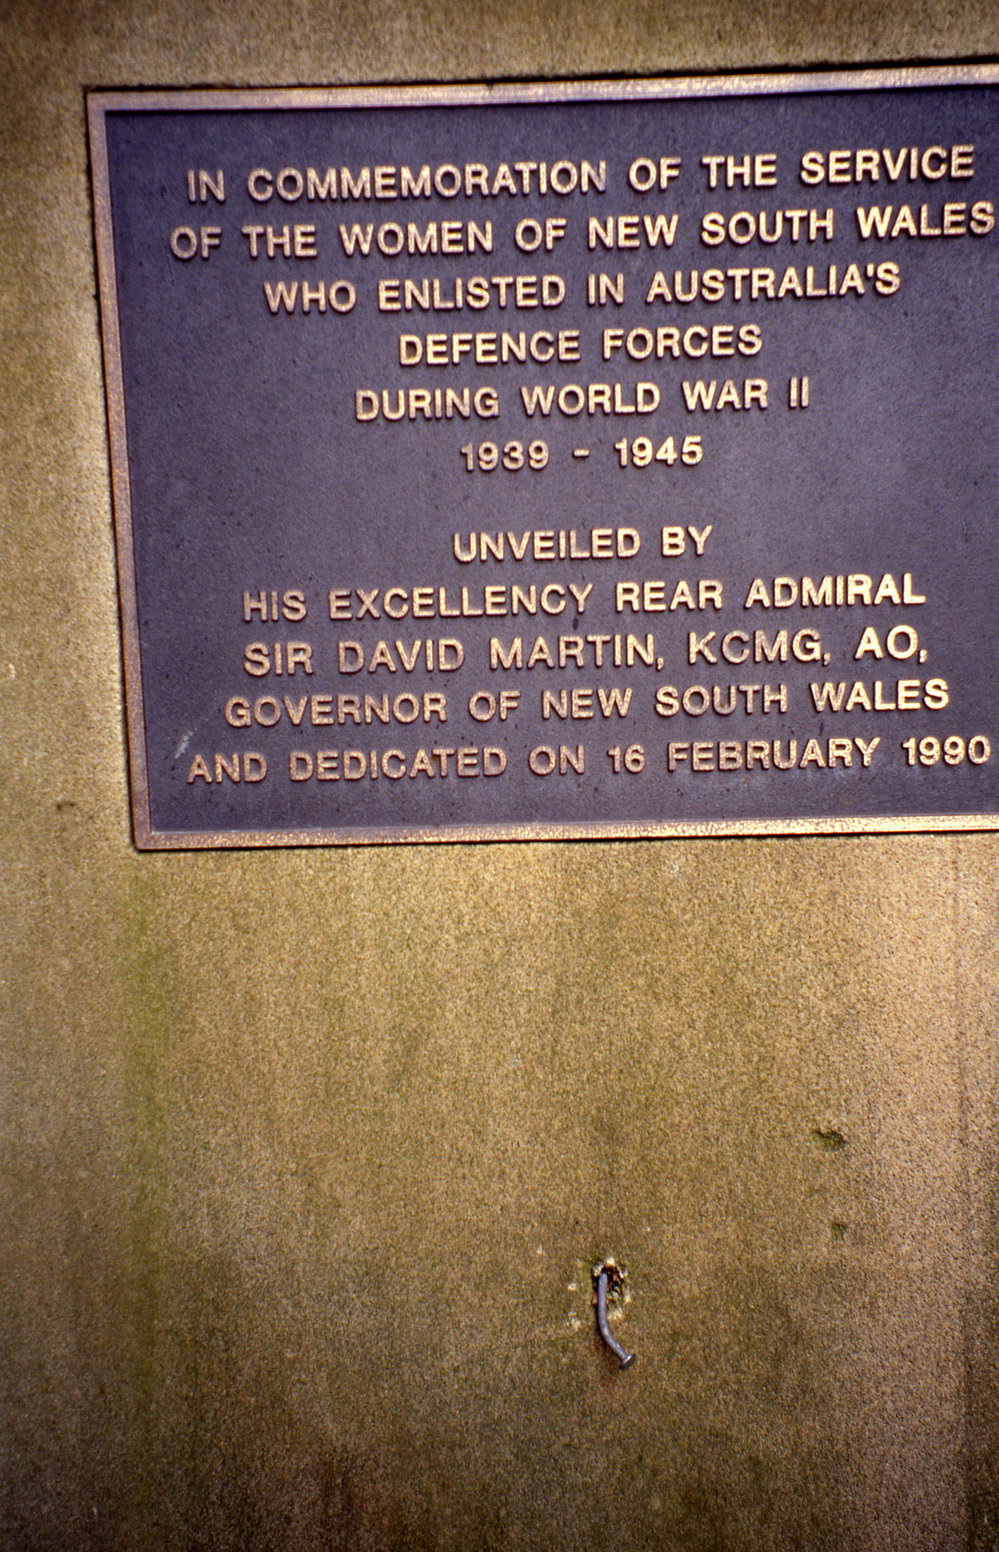 IN COMMEMORATION OF THE SERVICE
OF THE WOMEN OF NEW SOUTH WALES
WHO ENLISTED IN AUSTRALIA'S
DEFENCE FORCES
DURING WORLD WAR II
1939 - 1945
UNVEILED BY
HIS EXCELLENCY REAR ADMIRAL
SIR DAVID MARTIN, KCMG, AO,
GOVERNOR OF NEW SOUTH WALES
AND DEDICATED ON 16 FEBRUARY 1990